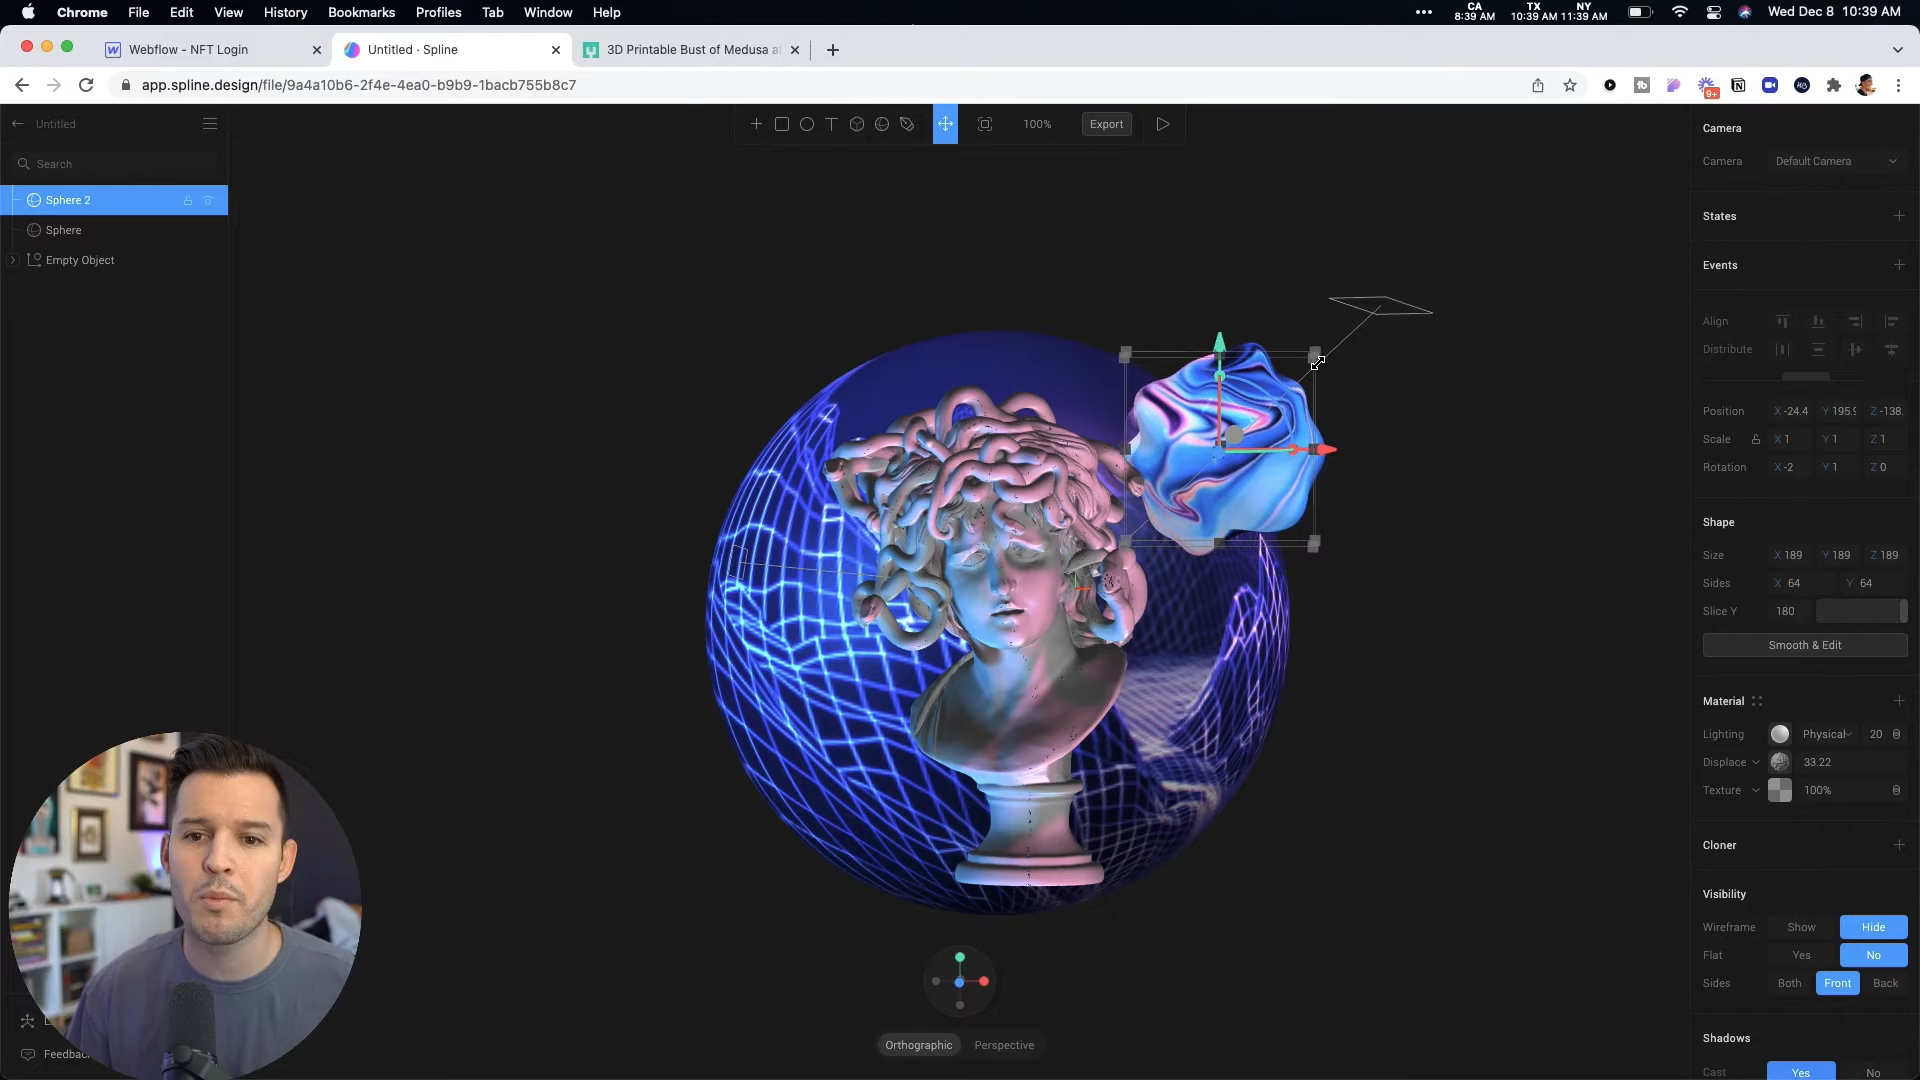 Chrome File Edit View History Bookmarks Profiles Tab Window Help
CA TX NY
8:39 AM 10:39 AM 11:39 AM
Wed Dec 8 10:39 AM
Webflow - NFT Login
Untitled · Spline
3D Printable Bust of Medusa at
app.spline.design/file/9a4a10b6-2f4e-4ea0-b9b9-1bacb755b8c7
9+
Untitled
100%
Export
Search
Sphere 2
Sphere
Empty Object
Feedbac
Orthographic Perspective
Camera
Camera Default Camera
States
Events
Align
Distribute
Position X -24.4 Y 195.9 Z -138.
Scale X 1 Y 1 Z 1
Rotation X -2 Y 1 Z 0
Shape
Size X 189 Y 189 Z 189
Sides X 64 Y 64
Slice Y 180
Smooth & Edit
Material
Lighting Physical 20
Displace 33.22
Texture 100%
Cloner
Visibility
Wireframe Show Hide
Flat Yes No
Sides Both Front Back
Shadows
Cast Yes No